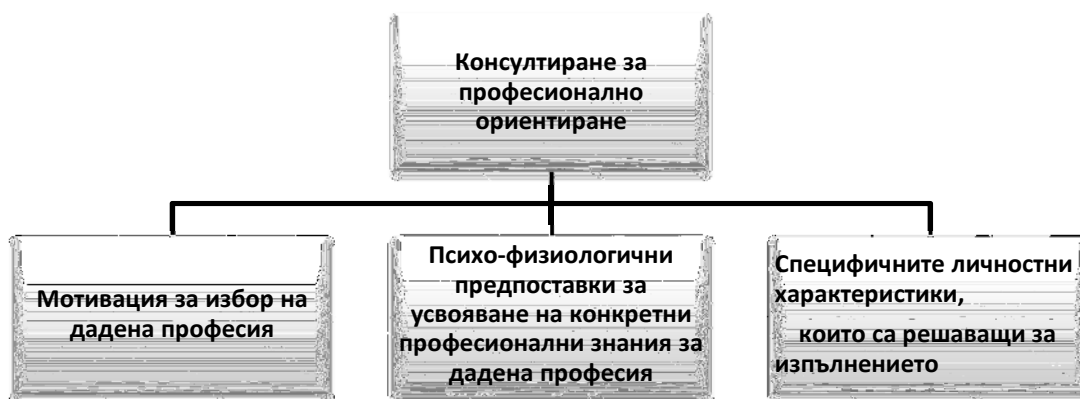 Консултиране за
професионално
ориентиране
Мотивация за избор на
дадена професия
Психо-физиологични
предпоставки за
усвояване на конкретни
професионални знания за
дадена професия
Специфичните личностни
характеристики,
които са решаващи за
изпълнението